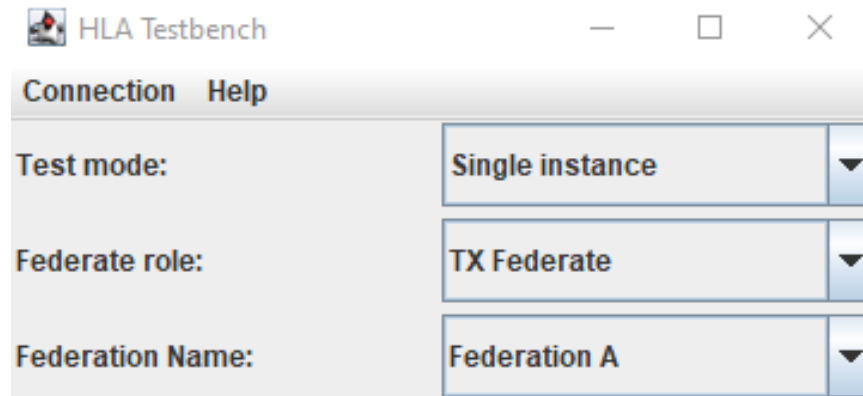 HLA Testbench
Connection Help
Test mode: Single instance
Federate role: TX Federate
Federation Name: Federation A